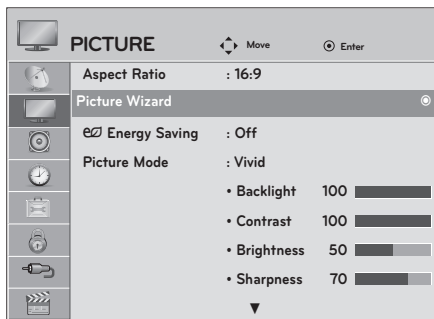 PICTURE Move Enter
Aspect Ratio : 16:9
Picture Wizard
Energy Saving : Off
Picture Mode : Vivid
• Backlight 100
• Contrast 100
• Brightness 50
• Sharpness 70